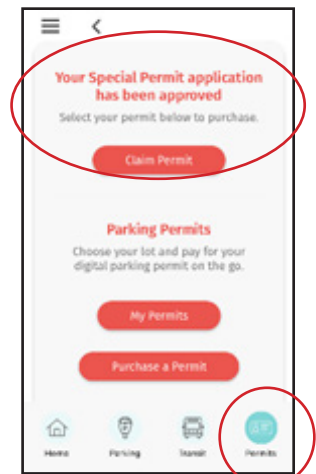 Your Special Permit application
has been approved
Select your permit below to purchase.
Claim Permit
Parking Permits
Choose your lot and pay for your
digital parking permit on the go.
My Permits
Purchase a Permit
Home Parking Transit Permits